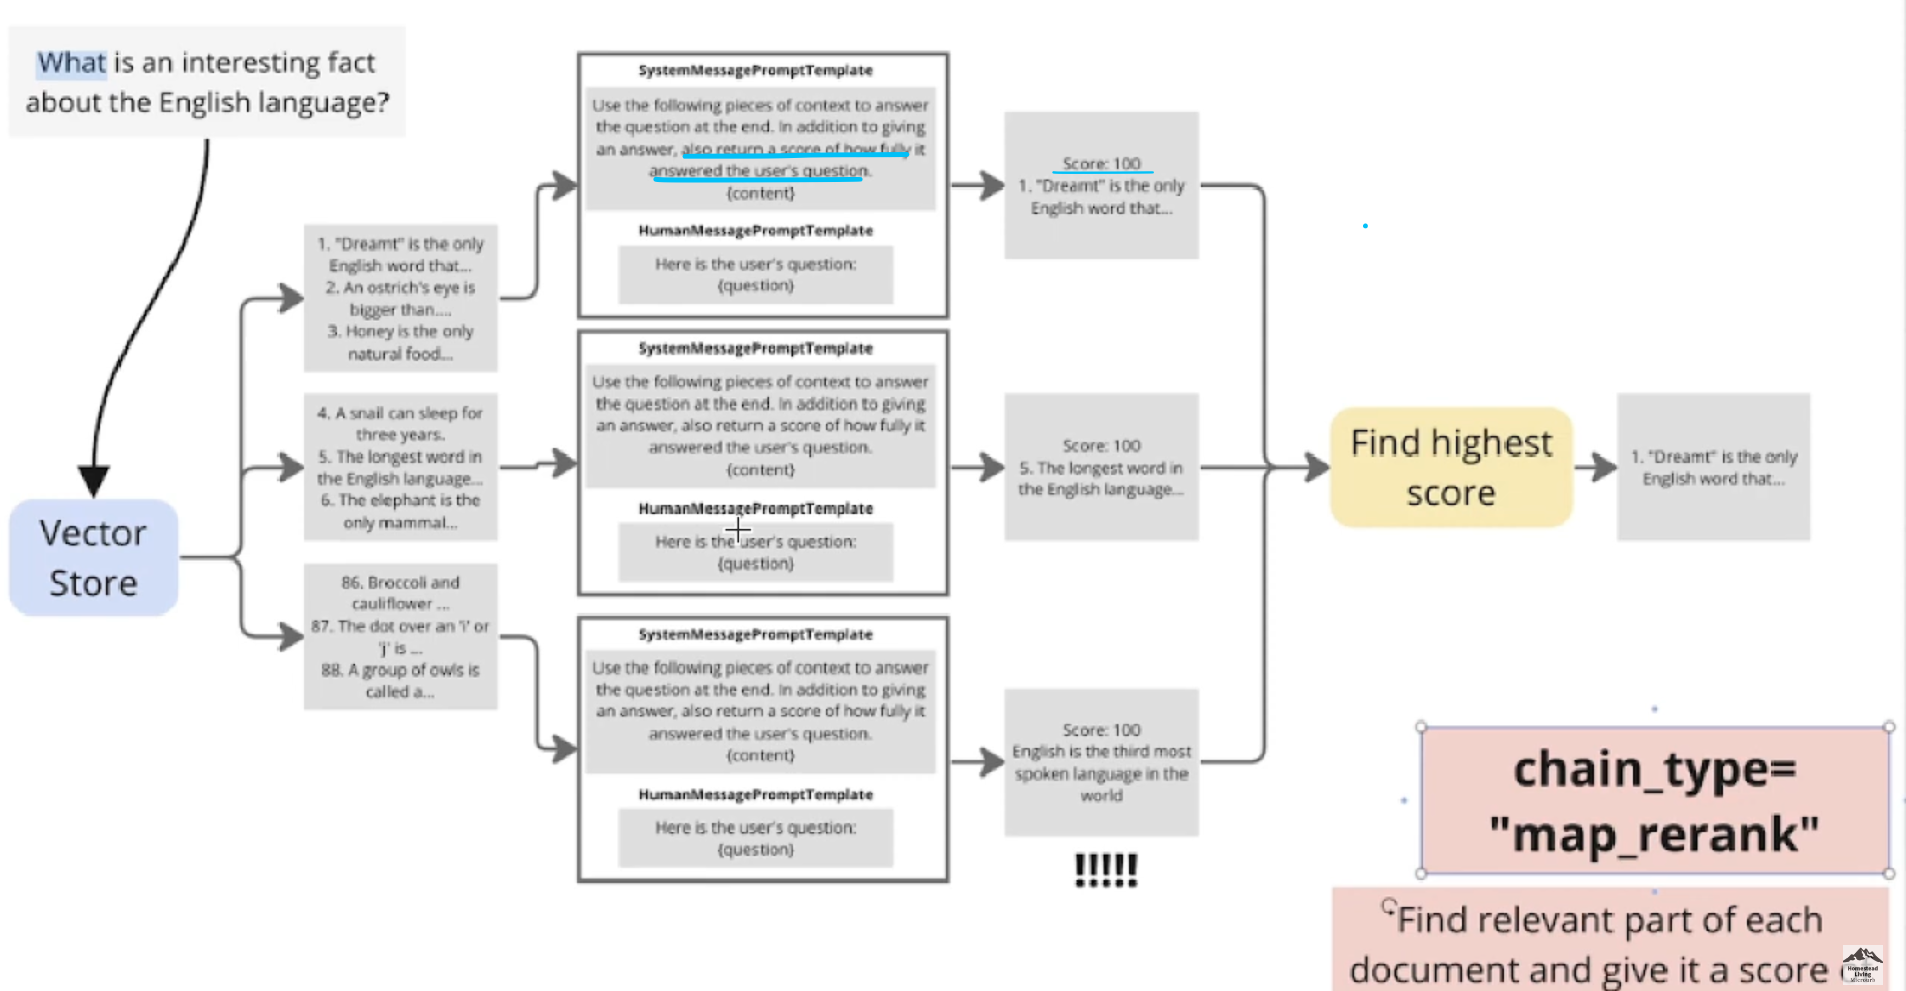 What is an interesting fact
about the English language?
Vector
Store
1. "Dreamt" is the only
English word that...
2. An ostrich's eye is
bigger than....
3. Honey is the only
natural food...
4. A snail can sleep for
three years.
5. The longest word in
the English language...
6. The elephant is the
only mammal...
86. Broccoli and
cauliflower ...
87. The dot over an 'i' or
'j' is ...
88. A group of owls is
called a...
SystemMessagePromptTemplate
Use the following pieces of context to answer
the question at the end. In addition to giving
an answer, also return a score of how fully it
answered the user's question.
{content}
HumanMessagePromptTemplate
Here is the user's question:
{question}
SystemMessagePromptTemplate
Use the following pieces of context to answer
the question at the end. In addition to giving
an answer, also return a score of how fully it
answered the user's question.
{content}
HumanMessagePromptTemplate
Here is the user's question:
{question}
SystemMessagePromptTemplate
Use the following pieces of context to answer
the question at the end. In addition to giving
an answer, also return a score of how fully it
answered the user's question.
{content}
HumanMessagePromptTemplate
Here is the user's question:
{question}
Score: 100
1. "Dreamt" is the only
English word that...
Score: 100
5. The longest word in
the English language...
Score: 100
English is the third most
spoken language in the
world
!!!!!
Find highest
score
1. "Dreamt" is the only
English word that...
chain_type=
"map_rerank"
Find relevant part of each
document and give it a score
Homestead
Living